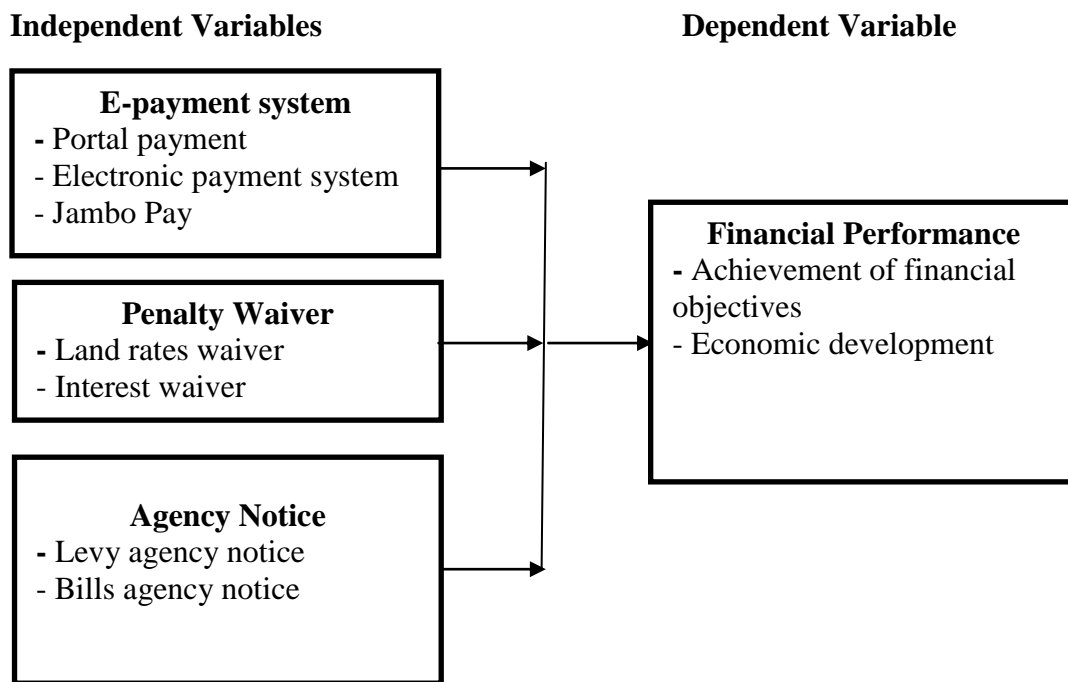 Independent Variables
Dependent Variable
E-payment system
- Portal payment
- Electronic payment system
- Jambo Pay
Penalty Waiver
- Land rates waiver
- Interest waiver
Agency Notice
- Levy agency notice
- Bills agency notice
Financial Performance
- Achievement of financial
objectives
- Economic development